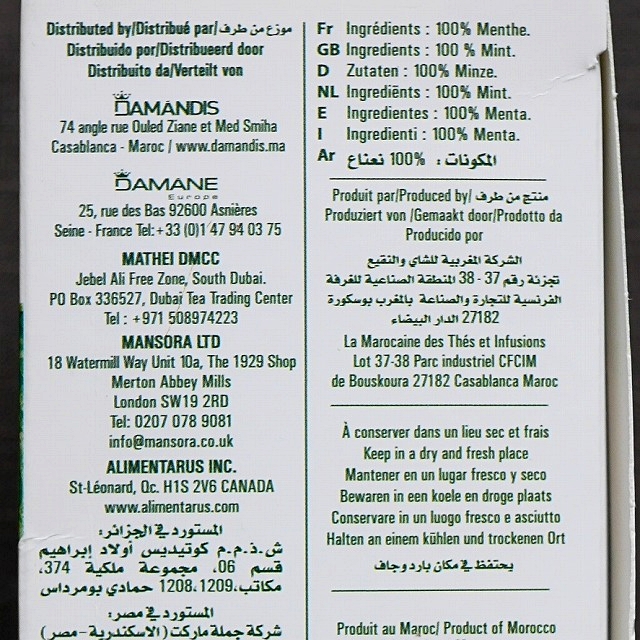 Distributed by/Distribué par/موزع من طرف
Distribuido por/Distribueerd door
Distribuito da/Verteilt von
DAMANDIS
74 angle rue Ouled Ziane et Med Smiha
Casablanca - Maroc / www.damandis.ma
DAMANE
Europe
25, rue des Bas 92600 Asnières
Seine - France Tel:+33 (0)1 47 94 03 75
MATHEI DMCC
Jebel Ali Free Zone, South Dubai.
PO Box 336527, Dubai Tea Trading Center
Tel : +971 508974223
MANSORA LTD
18 Watermill Way Unit 10a, The 1929 Shop
Merton Abbey Mills
London SW19 2RD
Tel: 0207 078 9081
info@mansora.co.uk
ALIMENTARUS INC.
St-Léonard, Qc. H1S 2V6 CANADA
www.alimentarus.com
المستورد في الجزائر:
ش.ذ.م.م كوتيديس أولاد إبراهيم
قسم 06، مجموعة ملكية 374،
مكاتب،1208،1209 حمادي بومرداس
المستورد في مصر:
شركة جملة ماركت (الاسكندرية-مصر)
Fr Ingrédients : 100% Menthe.
GB Ingredients : 100 % Mint.
D Zutaten : 100% Minze.
NL Ingrediënts : 100% Mint.
E Ingredientes : 100% Menta.
I Ingredienti : 100% Menta.
Ar المكونات: 100% نعناع
Produit par/Produced by/ منتج من طرف
Produziert von /Gemaakt door/Prodotto da
Producido por
الشركة المغربية للشاي والنقيع
تجزئة رقم 37 - 38 المنطقة الصناعية للغرفة
الفرنسية للتجارة والصناعة بالمغرب بوسكورة
27182 الدار البيضاء
La Marocaine des Thés et Infusions
Lot 37-38 Parc industriel CFCIM
de Bouskoura 27182 Casablanca Maroc
À conserver dans un lieu sec et frais
Keep in a dry and fresh place
Mantener en un lugar fresco y seco
Bewaren in een koele en droge plaats
Conservare in un luogo fresco e asciutto
Halten an einem kühlen und trockenen Ort
يحتفظ في مكان بارد وجاف
Produit au Maroc/ Product of Morocco